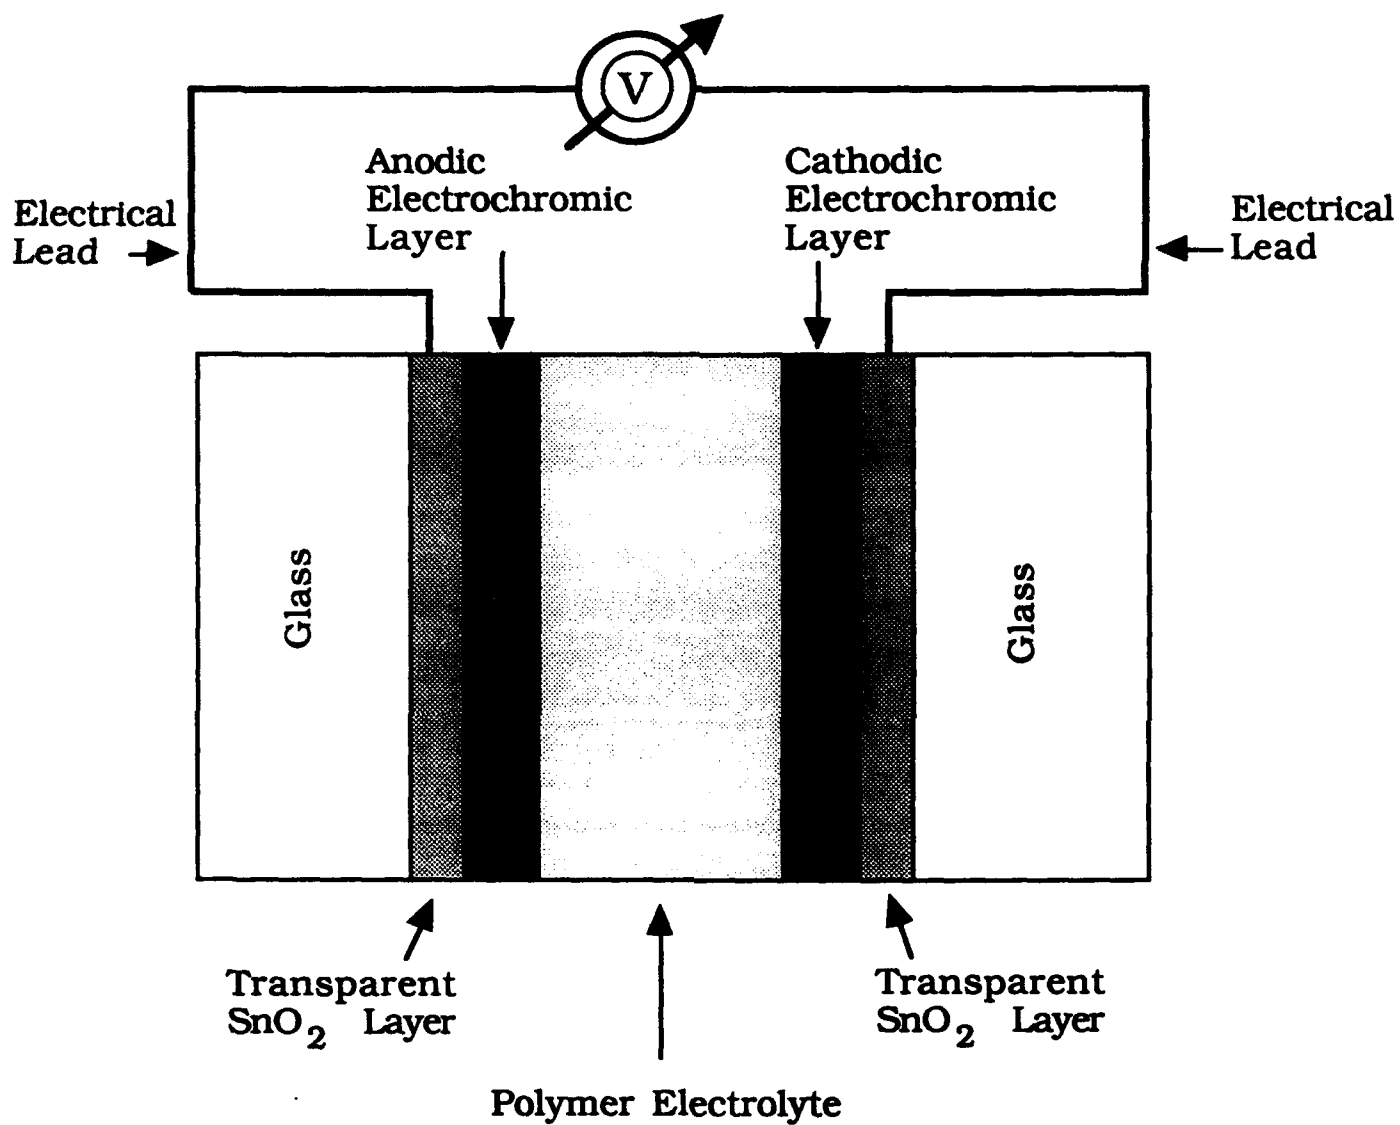 V
Anodic
Electrochromic
Layer
Cathodic
Electrochromic
Layer
Electrical
Lead
Electrical
Lead
Glass
Glass
Transparent
SnO₂ Layer
Transparent
SnO₂ Layer
Polymer Electrolyte